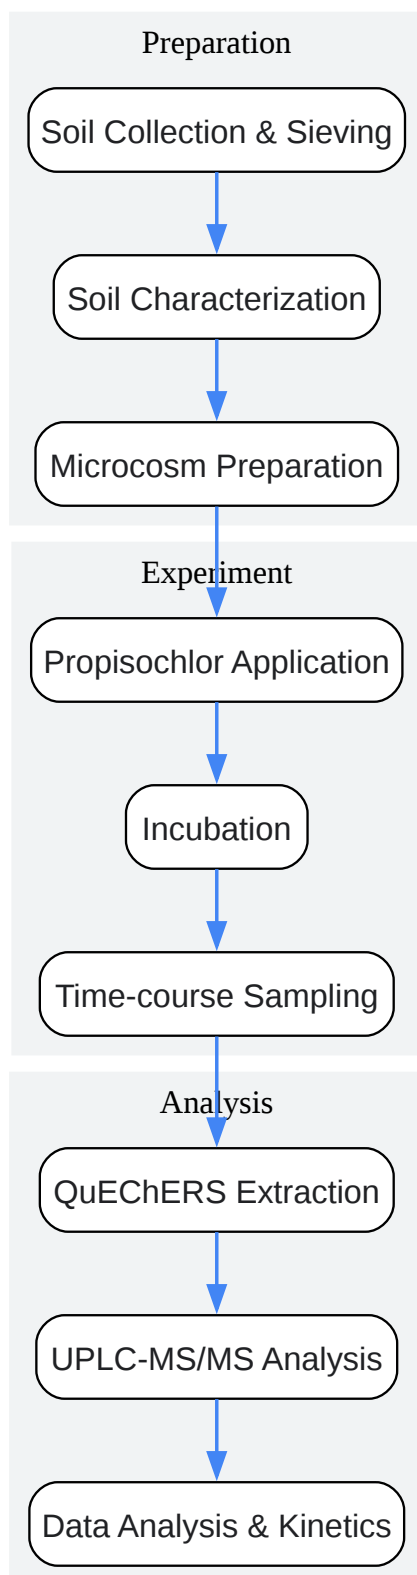 Preparation
Soil Collection & Sieving
Soil Characterization
Microcosm Preparation
Experiment
Propisochlor Application
Incubation
Time-course Sampling
Analysis
QuEChERS Extraction
UPLC-MS/MS Analysis
Data Analysis & Kinetics